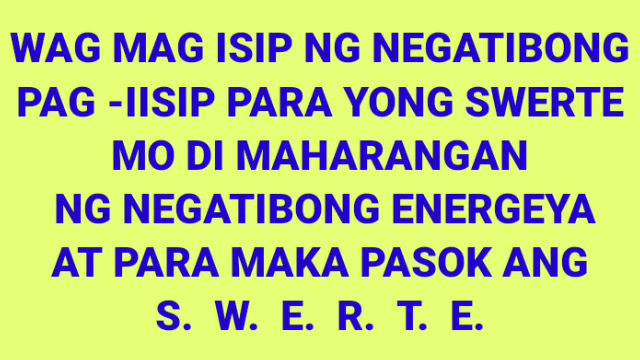 WAG MAG ISIP NG NEGATIBONG
PAG -IISIP PARA YONG SWERTE
MO DI MAHARANGAN
NG NEGATIBONG ENERGEYA
AT PARA MAKA PASOK ANG
S. W. E. R. T. E.